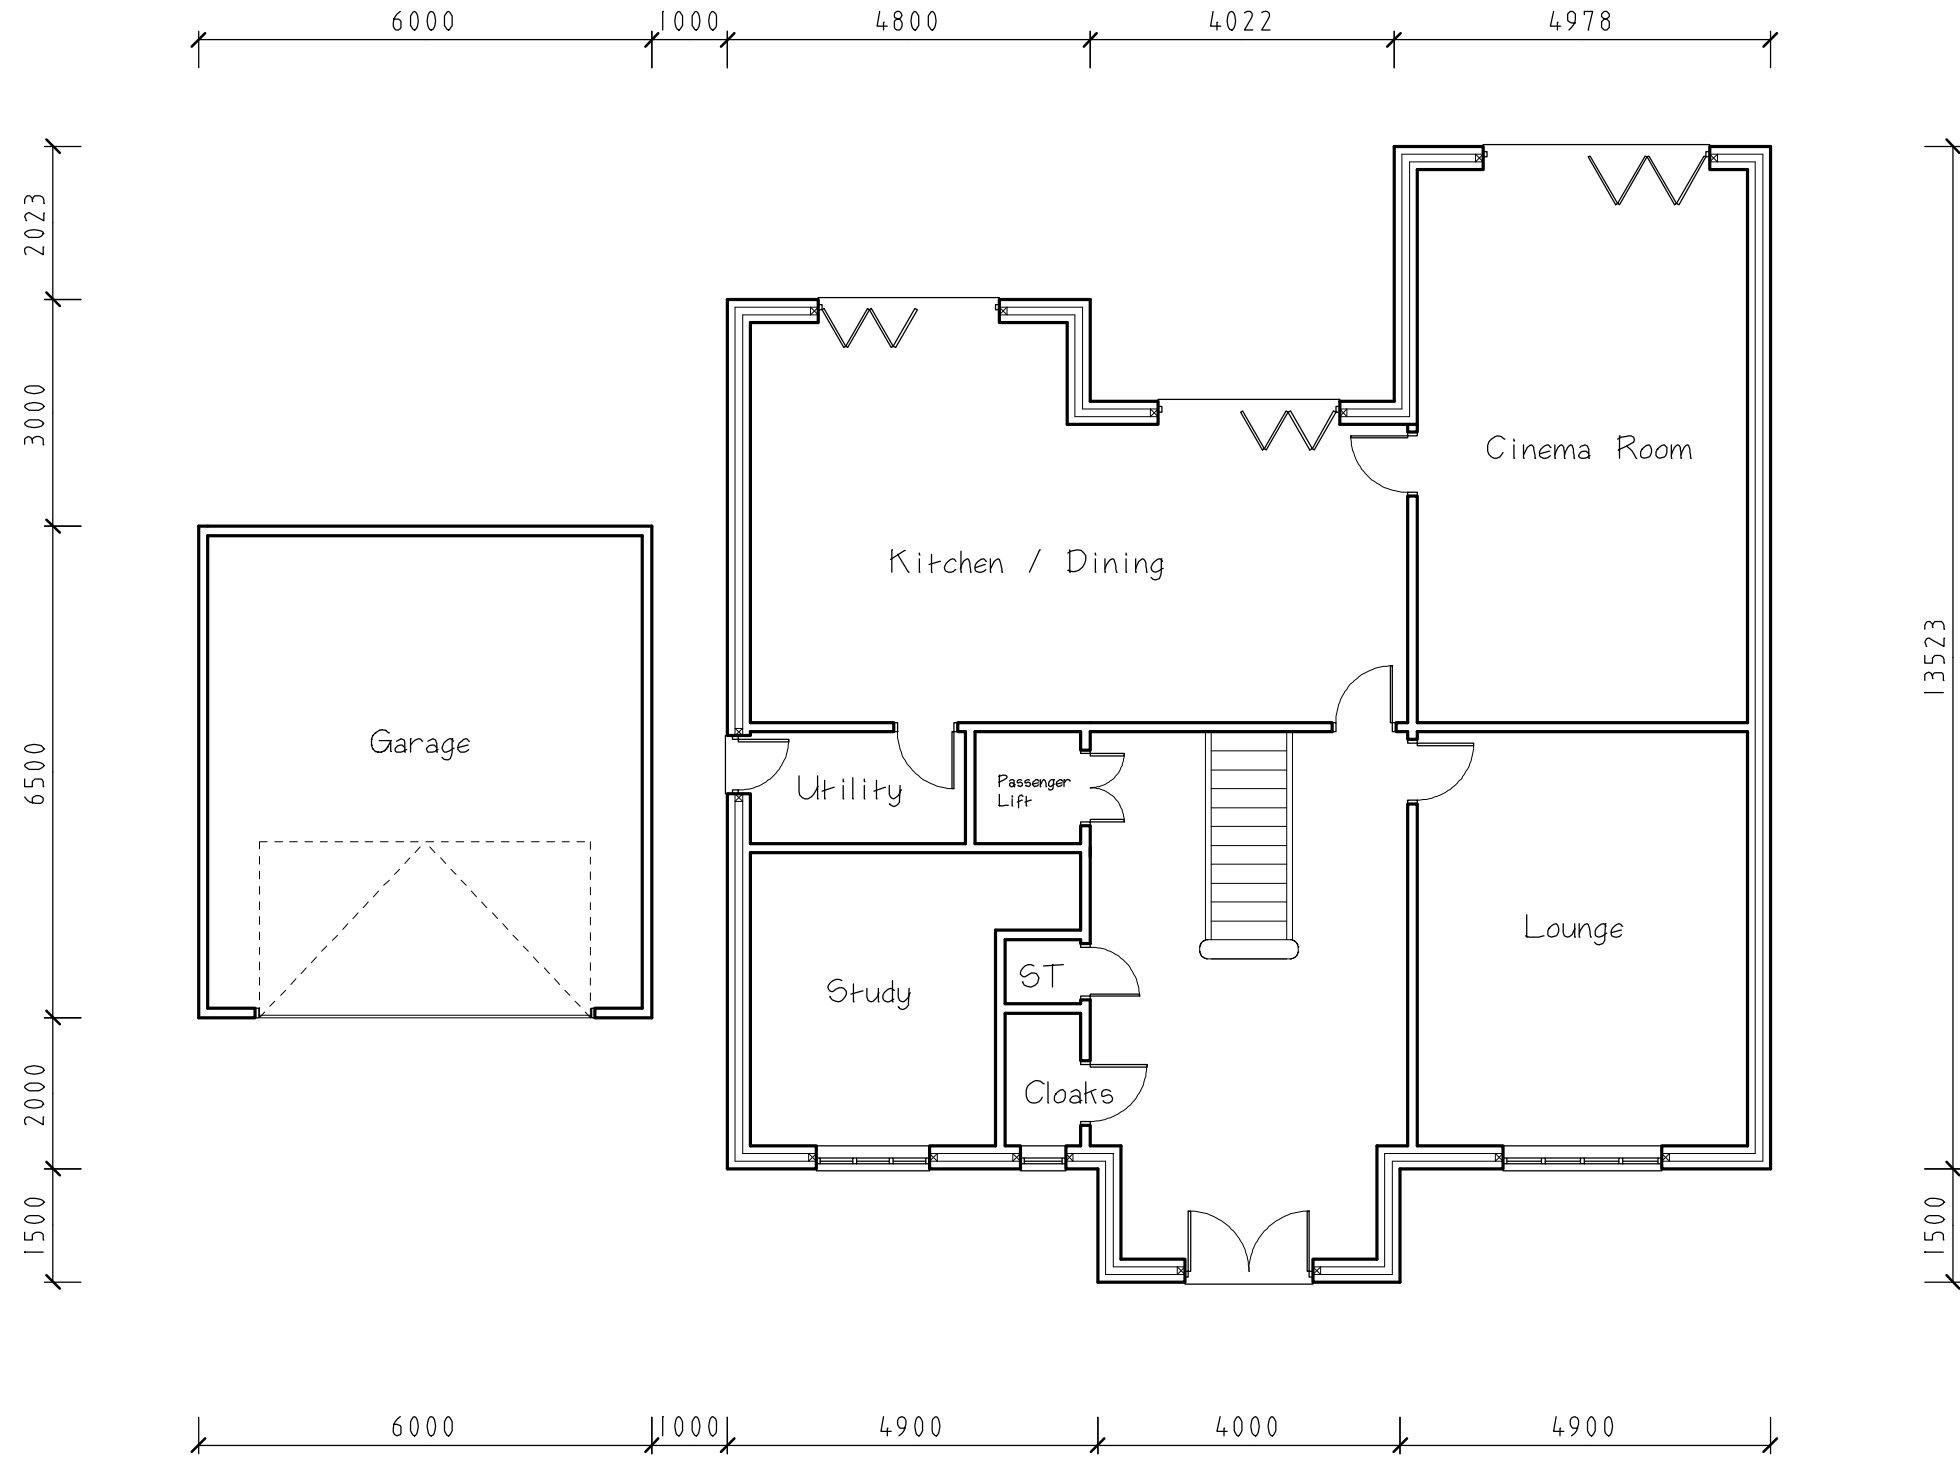 6000 1000 4800 4022 4978
2023
3000
Cinema Room
Kitchen / Dining
13523
Garage
6500
Utility
Passenger
Lift
Lounge
ST
Study
2000
Cloaks
1500
1500
6000 1000 4900 4000 4900